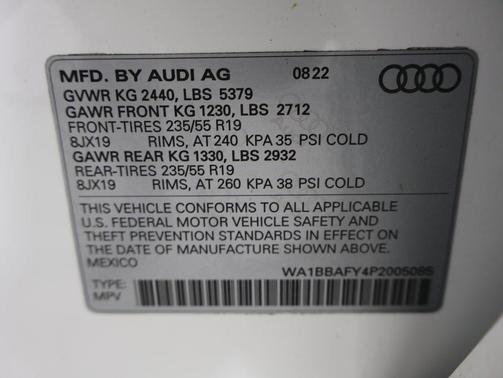 MFD. BY AUDI AG 0822
GVWR KG 2440, LBS 5379
GAWR FRONT KG 1230, LBS 2712
FRONT-TIRES 235/55 R19
8JX19 RIMS, AT 240 KPA 35 PSI COLD
GAWR REAR KG 1330, LBS 2932
REAR-TIRES 235/55 R19
8JX19 RIMS, AT 260 KPA 38 PSI COLD
THIS VEHICLE CONFORMS TO ALL APPLICABLE
U.S. FEDERAL MOTOR VEHICLE SAFETY AND
THEFT PREVENTION STANDARDS IN EFFECT ON
THE DATE OF MANUFACTURE SHOWN ABOVE.
MEXICO WA1BBAFY4P2005085
TYPE:
MPV